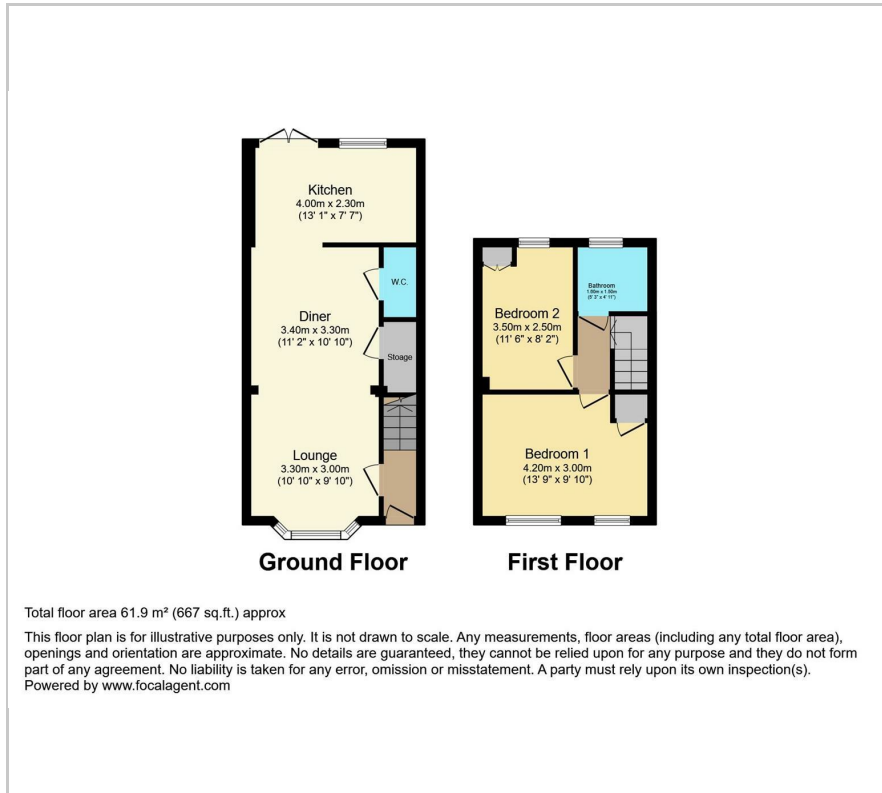 Kitchen
4.00m x 2.30m
(13' 1" x 7' 7")
W.C.
Diner
3.40m x 3.30m
(11' 2" x 10' 10")
Stoage
Lounge
3.30m x 3.00m
(10' 10" x 9' 10")
Ground Floor
Bathroom
Bedroom 2
3.50m x 2.50m
(11' 6" x 8' 2")
Bedroom 1
4.20m x 3.00m
(13' 9" x 9' 10")
First Floor
Total floor area 61.9 m² (667 sq.ft.) approx
This floor plan is for illustrative purposes only. It is not drawn to scale. Any measurements, floor areas (including any total floor area),
openings and orientation are approximate. No details are guaranteed, they cannot be relied upon for any purpose and they do not form
part of any agreement. No liability is taken for any error, omission or misstatement. A party must rely upon its own inspection(s).
Powered by www.focalagent.com